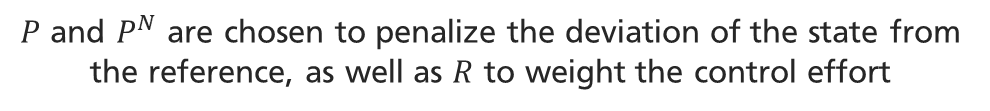 P and P^N are chosen to penalize the deviation of the state from
the reference, as well as R to weight the control effort